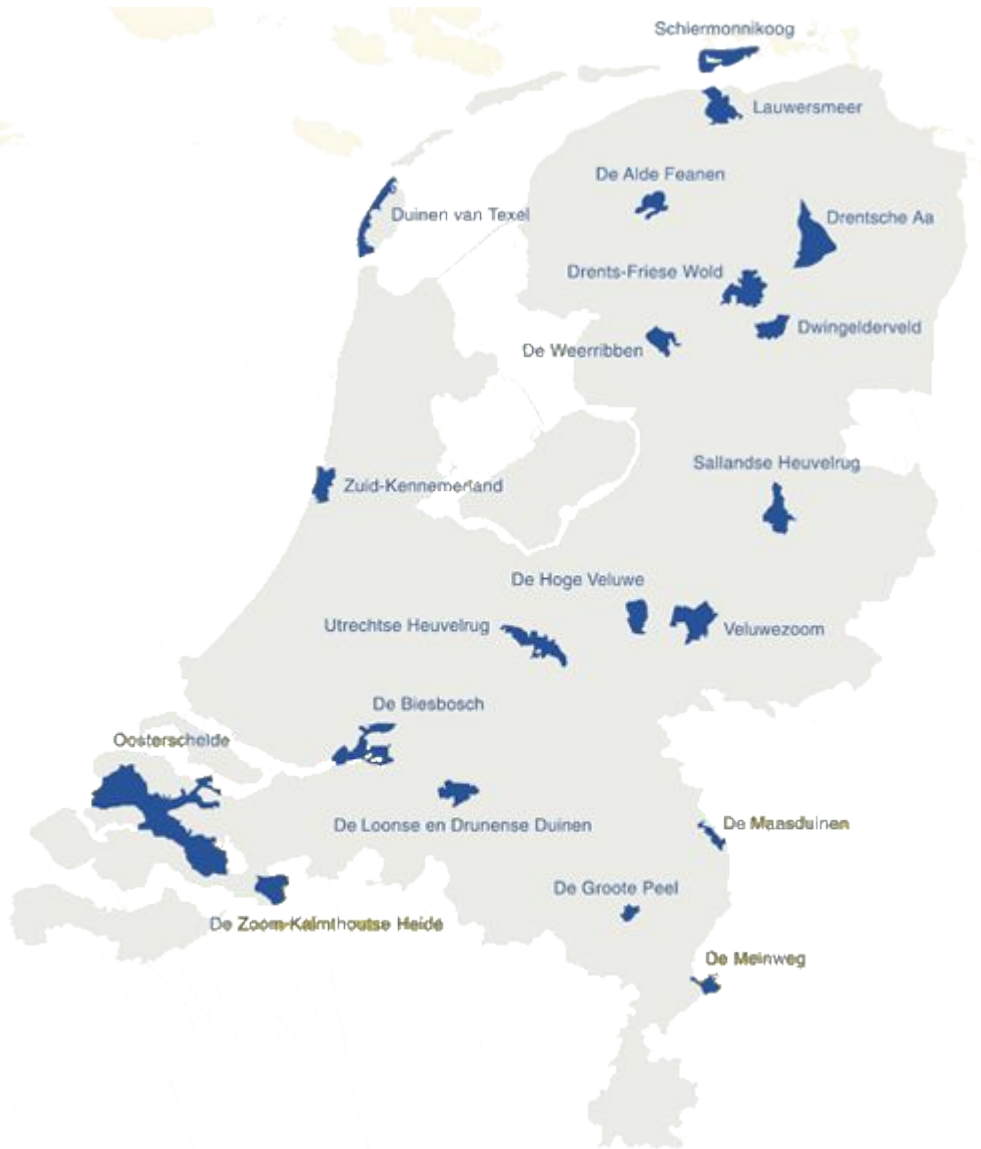 Schiermonnikoog
Lauwersmeer
De Alde Feanen
Duinen van Texel
Drentsche Aa
Drents-Friese Wold
Dwingelderveld
De Weerribben
Sallandse Heuvelrug
Zuid-Kennemerland
De Hoge Veluwe
Utrechtse Heuvelrug
Veluwezoom
De Biesbosch
Oosterschelde
De Maasduinen
De Loonse en Drunense Duinen
De Groote Peel
De Zoom-Kalmthoutse Heide
De Meinweg